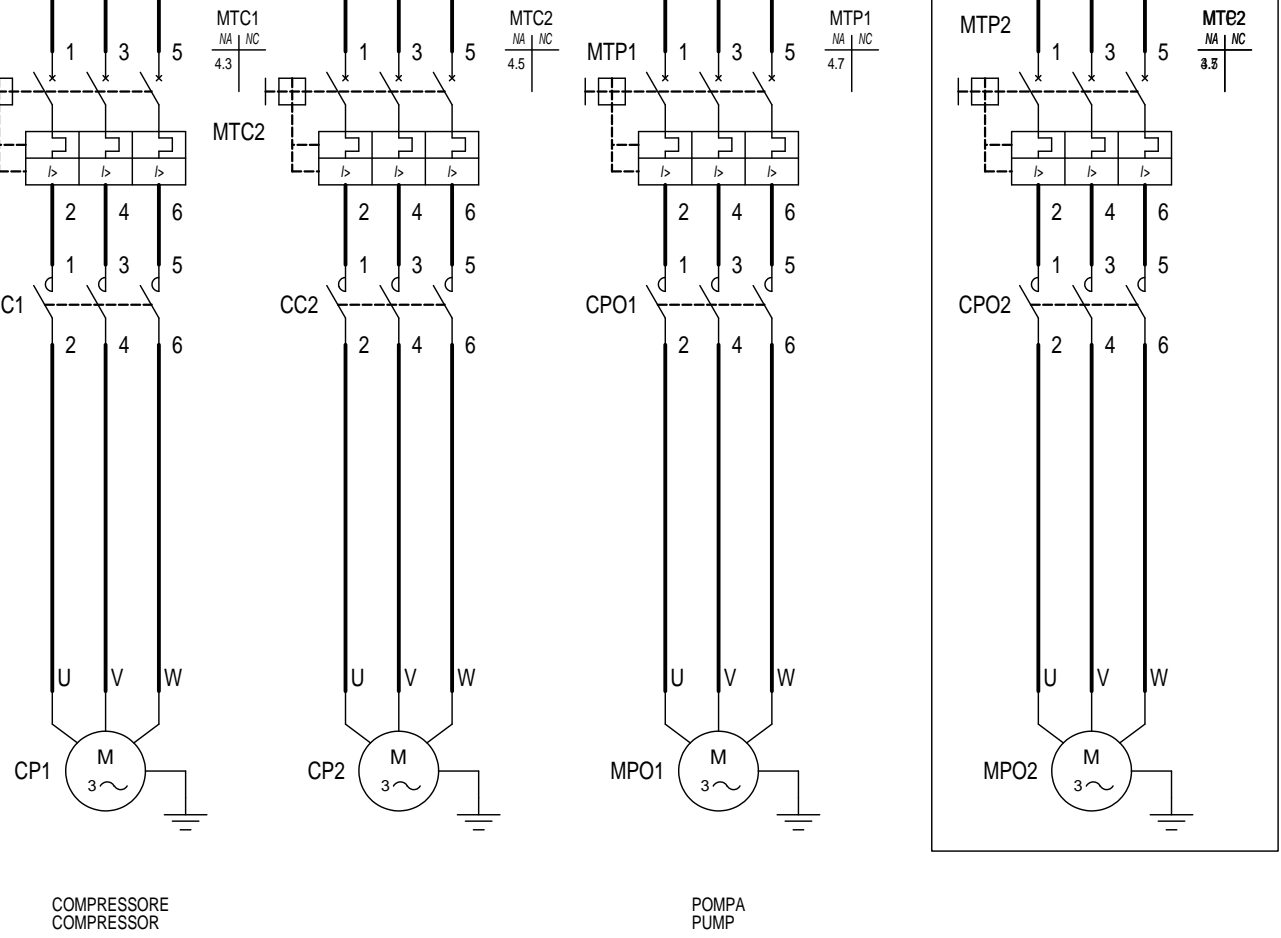 MTC1 MTC2 MTP1 MTP2
NA NC NA NC MTP1 NA NC NA NC
1 3 5 1 3 5 1 3 5 1 3 5
4.3 4.5 4.7
MTC2
I> I> I> I> I> I> I> I> I> I> I> I>
2 4 6 2 4 6 2 4 6 2 4 6
1 3 5 1 3 5 1 3 5 1 3 5
C1 CC2 CPO1 CPO2
2 4 6 2 4 6 2 4 6 2 4 6
U V W U V W U V W U V W
M M M M
CP1 CP2 MPO1 MPO2
3 3 3 3
COMPRESSORE POMPA
COMPRESSOR PUMP